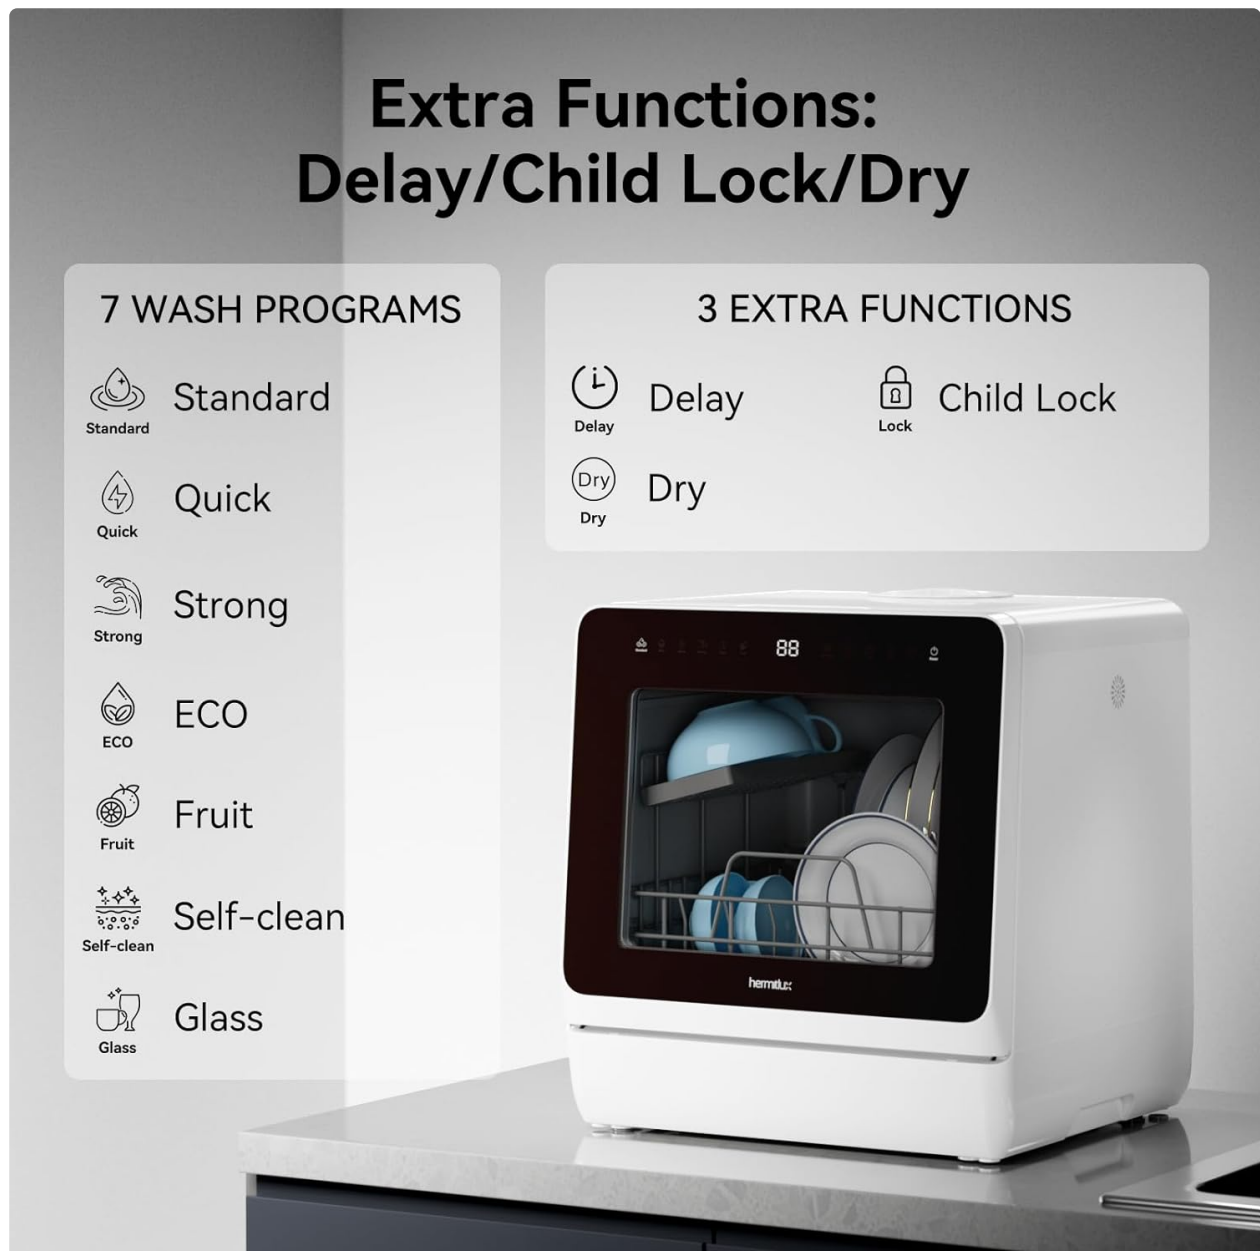 Extra Functions:
Delay/Child Lock/Dry
7 WASH PROGRAMS
Standard
Standard
Quick
Quick
Strong
Strong
ECO
ECO
Fruit
Fruit
Self-clean
Self-clean
Glass
Glass
3 EXTRA FUNCTIONS
Delay
Delay
Lock
Child Lock
Dry
Dry
Dry
88
hermitlux